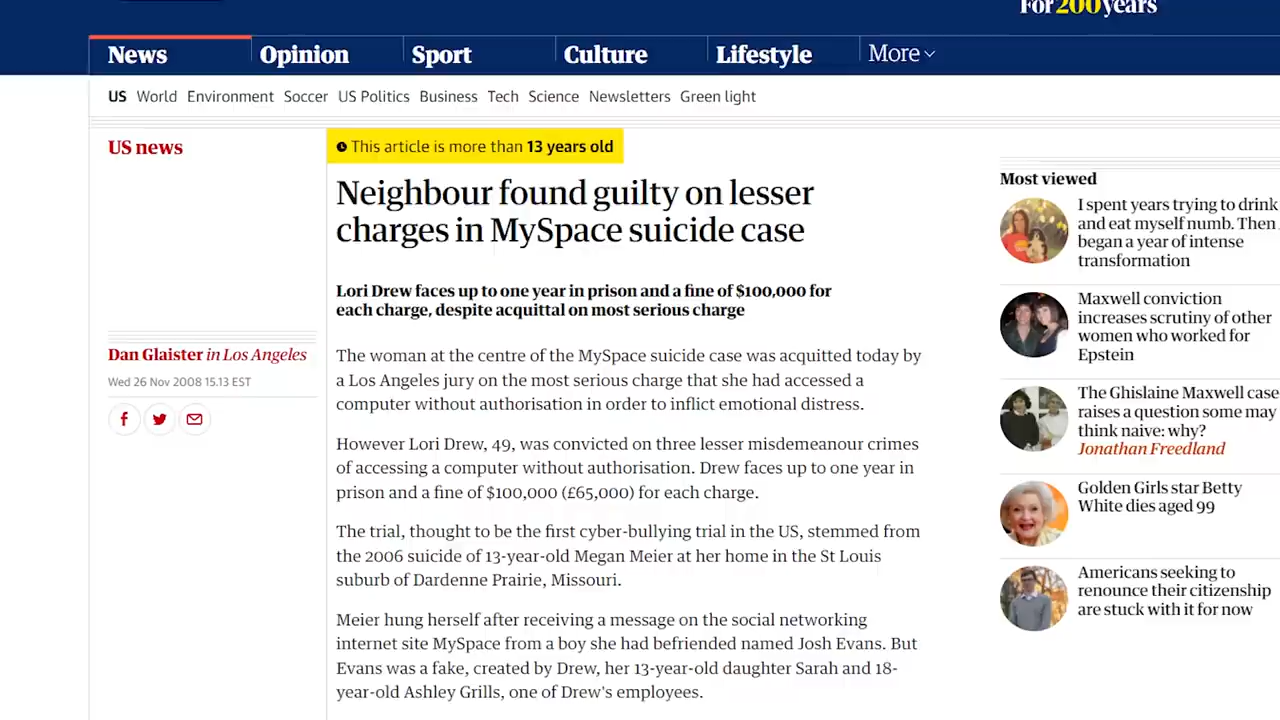 For200years
News
Opinion
Sport
Culture
Lifestyle
More
US World Environment Soccer US Politics Business Tech Science Newsletters Green light
US news
This article is more than 13 years old
Neighbour found guilty on lesser
charges in MySpace suicide case
Lori Drew faces up to one year in prison and a fine of $100,000 for
each charge, despite acquittal on most serious charge
Dan Glaister in Los Angeles
Wed 26 Nov 2008 15.13 EST
The woman at the centre of the MySpace suicide case was acquitted today by
a Los Angeles jury on the most serious charge that she had accessed a
computer without authorisation in order to inflict emotional distress.
However Lori Drew, 49, was convicted on three lesser misdemeanour crimes
of accessing a computer without authorisation. Drew faces up to one year in
prison and a fine of $100,000 (£65,000) for each charge.
The trial, thought to be the first cyber-bullying trial in the US, stemmed from
the 2006 suicide of 13-year-old Megan Meier at her home in the St Louis
suburb of Dardenne Prairie, Missouri.
Meier hung herself after receiving a message on the social networking
internet site MySpace from a boy she had befriended named Josh Evans. But
Evans was a fake, created by Drew, her 13-year-old daughter Sarah and 18-
year-old Ashley Grills, one of Drew's employees.
Most viewed
I spent years trying to drink
and eat myself numb. Then
began a year of intense
transformation
Maxwell conviction
increases scrutiny of other
women who worked for
Epstein
The Ghislaine Maxwell case
raises a question some may
think naive: why?
Jonathan Freedland
Golden Girls star Betty
White dies aged 99
Americans seeking to
renounce their citizenship
are stuck with it for now